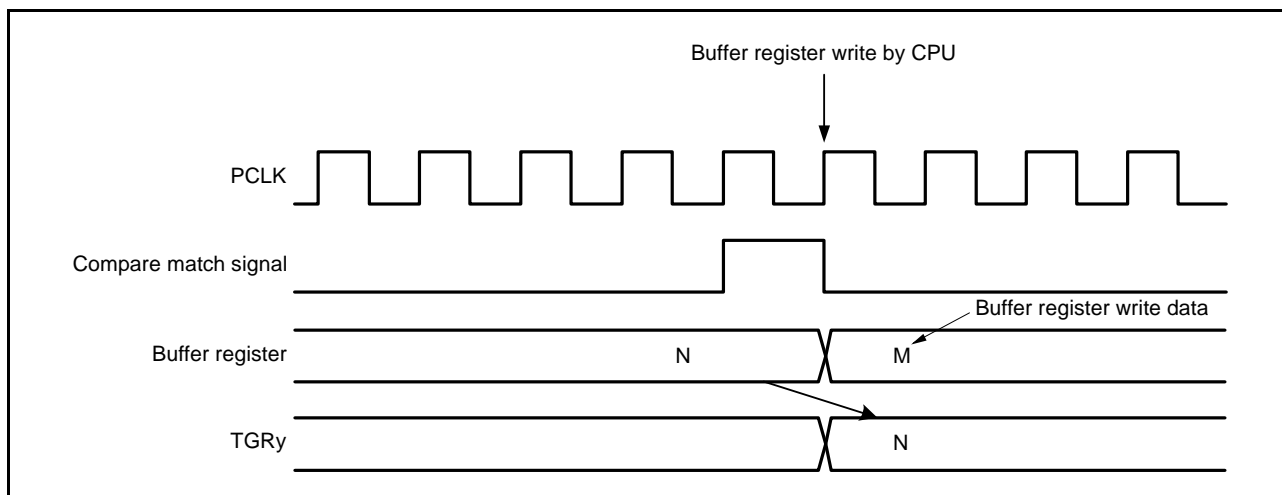 Buffer register write by CPU
PCLK
Compare match signal
Buffer register write data
Buffer register
N
M
TGRy
N